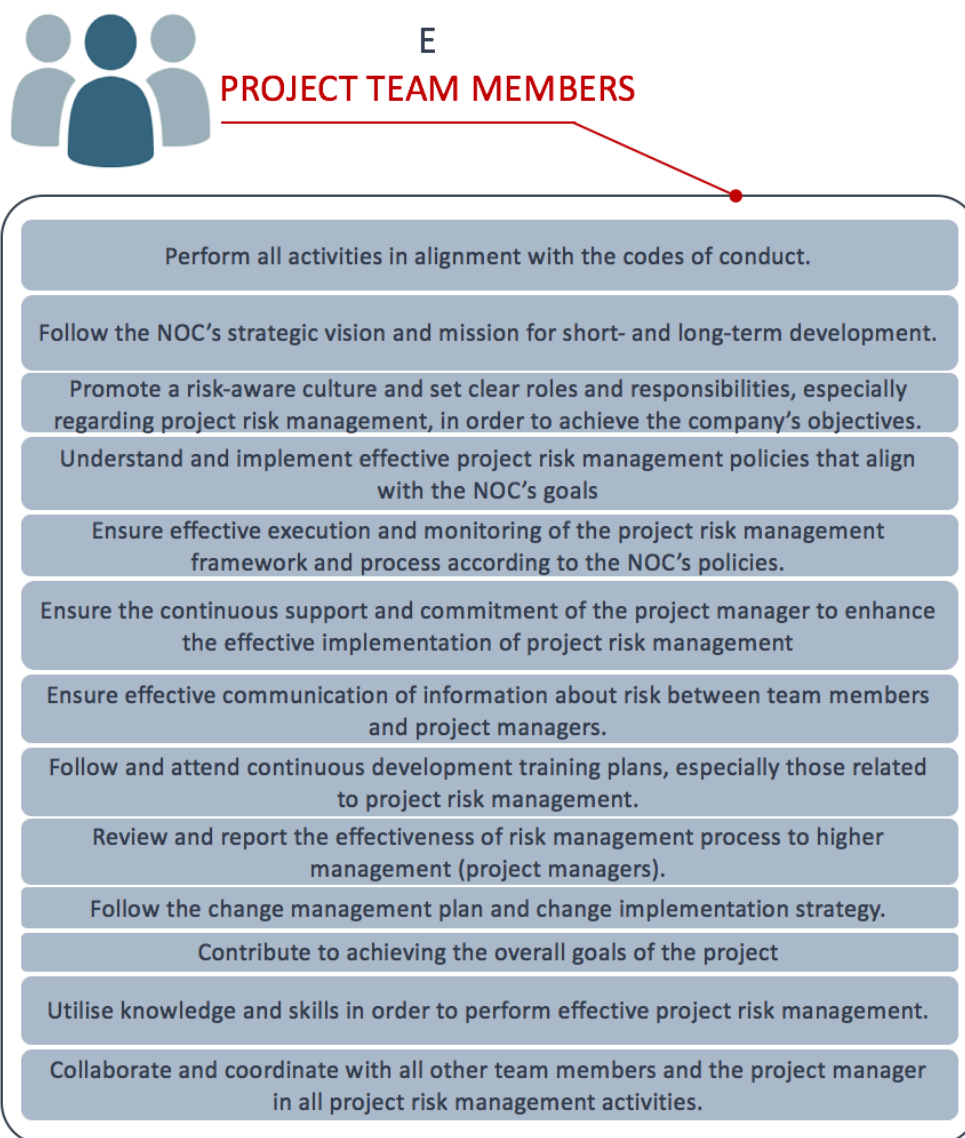 E
PROJECT TEAM MEMBERS
Perform all activities in alignment with the codes of conduct.
Follow the NOC’s strategic vision and mission for short- and long-term development.
Promote a risk-aware culture and set clear roles and responsibilities, especially
regarding project risk management, in order to achieve the company’s objectives.
Understand and implement effective project risk management policies that align
with the NOC’s goals
Ensure effective execution and monitoring of the project risk management
framework and process according to the NOC’s policies.
Ensure the continuous support and commitment of the project manager to enhance
the effective implementation of project risk management
Ensure effective communication of information about risk between team members
and project managers.
Follow and attend continuous development training plans, especially those related
to project risk management.
Review and report the effectiveness of risk management process to higher
management (project managers).
Follow the change management plan and change implementation strategy.
Contribute to achieving the overall goals of the project
Utilise knowledge and skills in order to perform effective project risk management.
Collaborate and coordinate with all other team members and the project manager
in all project risk management activities.